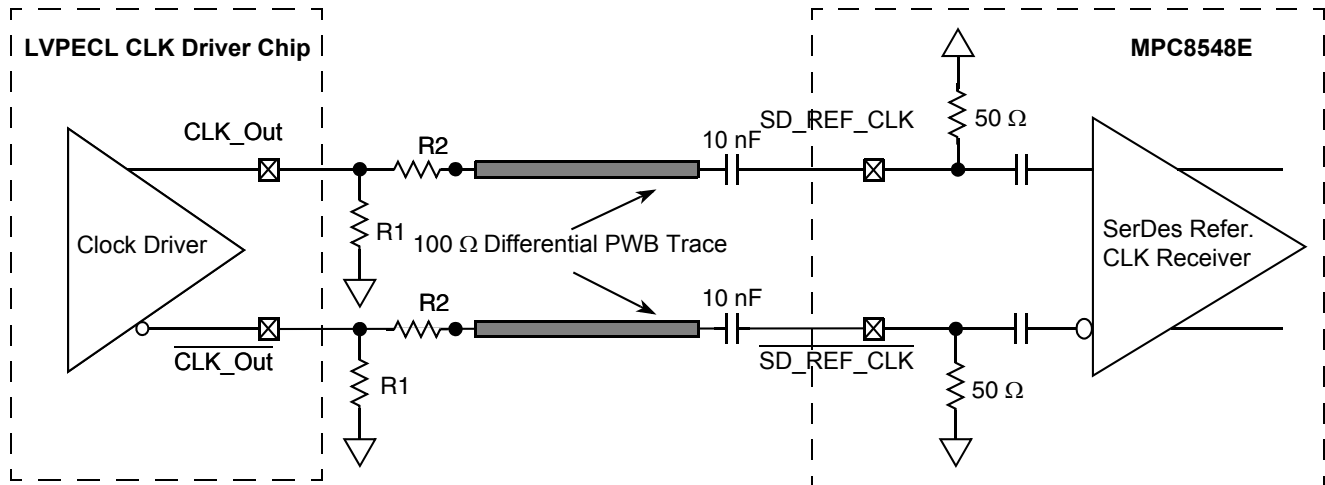 LVPECL CLK Driver Chip
MPC8548E
CLK_Out
R2
10 nF
SD_REF_CLK
50 Ω
Clock Driver
R1
100 Ω Differential PWB Trace
SerDes Refer.
CLK Receiver
R2
10 nF
CLK_Out
R1
SD_REF_CLK
50 Ω